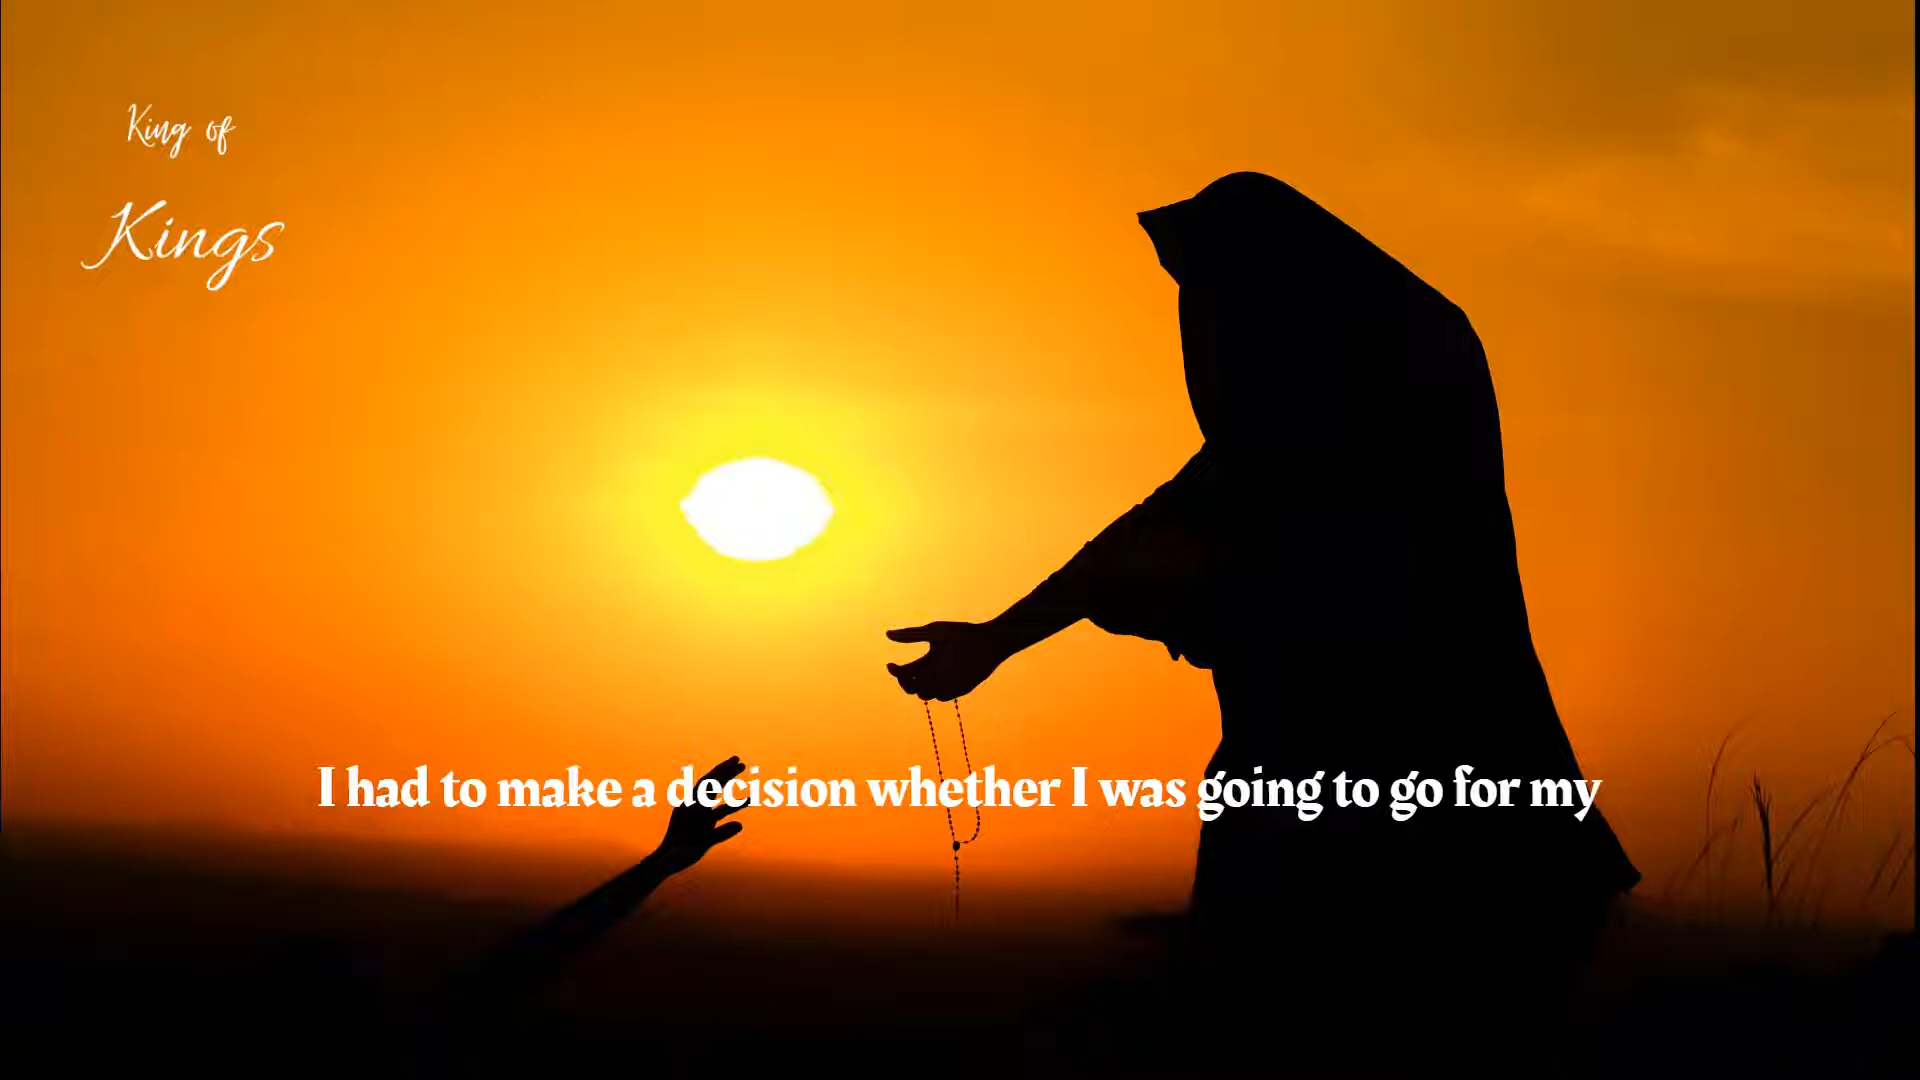 King of
Kings
I had to make a decision whether I was going to go for my